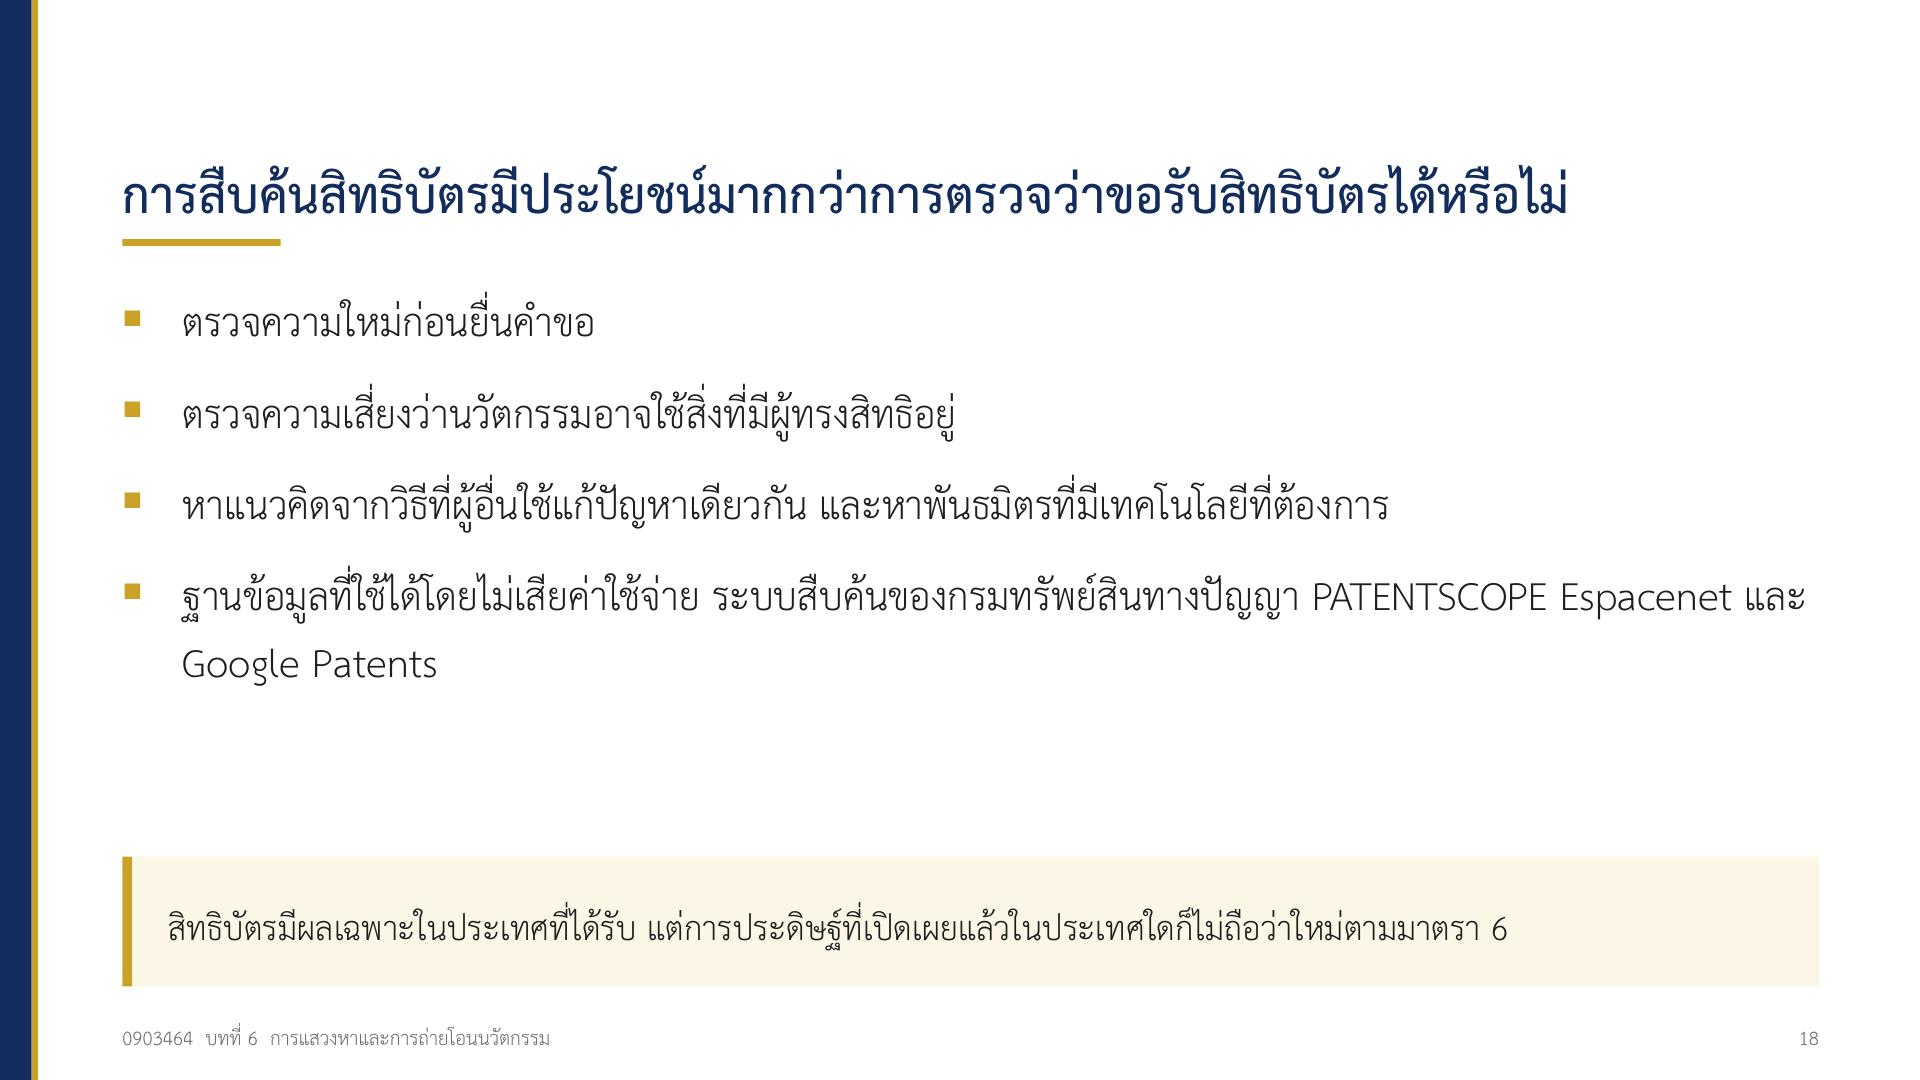 การสืบค้นสิทธิบัตรมีประโยชน์มากกว่าการตรวจว่าขอรับสิทธิบัตรได้หรือไม่
ตรวจความใหม่ก่อนยื่นคำขอ
ตรวจความเสี่ยงว่านวัตกรรมอาจใช้สิ่งที่มีผู้ทรงสิทธิอยู่
หาแนวคิดจากวิธีที่ผู้อื่นใช้แก้ปัญหาเดียวกัน และหาพันธมิตรที่มีเทคโนโลยีที่ต้องการ
ฐานข้อมูลที่ใช้ได้โดยไม่เสียค่าใช้จ่าย ระบบสืบค้นของกรมทรัพย์สินทางปัญญา PATENTSCOPE Espacenet และ
Google Patents
สิทธิบัตรมีผลเฉพาะในประเทศที่ได้รับ แต่การประดิษฐ์ที่เปิดเผยแล้วในประเทศใดก็ไม่ถือว่าใหม่ตามมาตรา 6
0903464 บทที่ 6 การแสวงหาและการถ่ายโอนนวัตกรรม
18